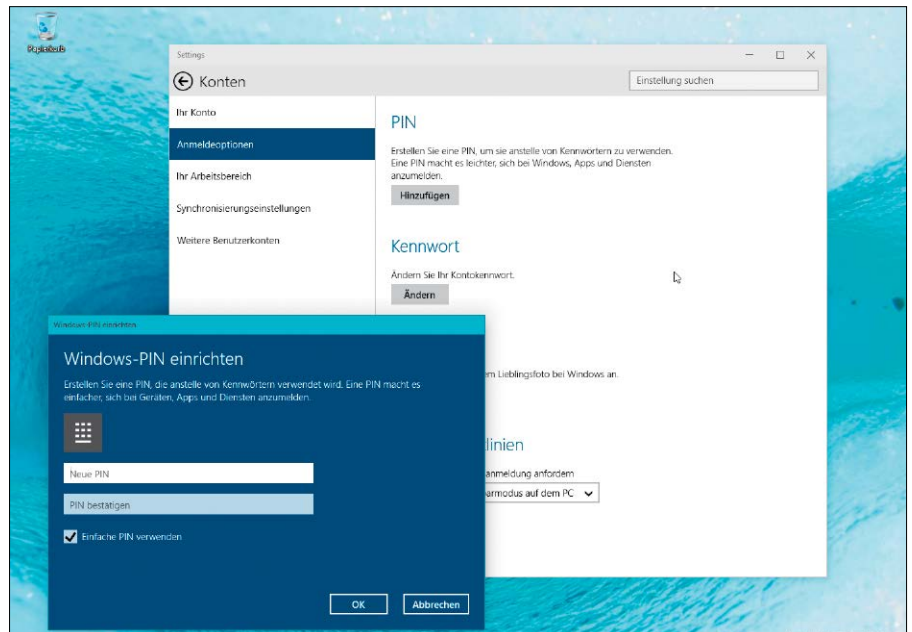 Papierkorb
Settings
Konten
Einstellung suchen
Ihr Konto
Anmeldeoptionen
Ihr Arbeitsbereich
Synchronisierungseinstellungen
Weitere Benutzerkonten
PIN
Erstellen Sie eine PIN, um sie anstelle von Kennwörtern zu verwenden.
Eine PIN macht es leichter, sich bei Windows, Apps und Diensten
anzumelden.
Hinzufügen
Kennwort
Ändern Sie Ihr Kontokennwort.
Ändern
em Lieblingsfoto bei Windows an.
linien
anmeldung anfordern
armodus auf dem PC
Windows-PIN einrichten
Windows-PIN einrichten
Erstellen Sie eine PIN, die anstelle von Kennwörtern verwendet wird. Eine PIN macht es
einfacher, sich bei Geräten, Apps und Diensten anzumelden.
Neue PIN
PIN bestätigen
Einfache PIN verwenden
OK
Abbrechen